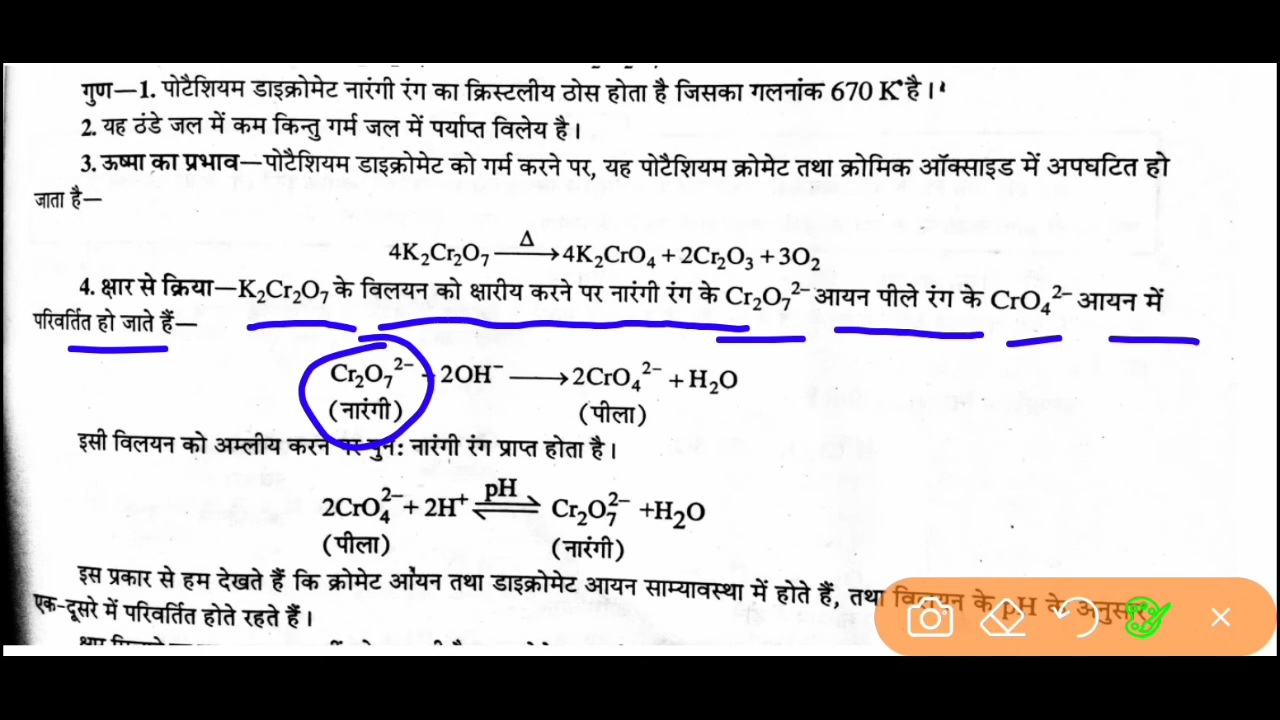 गुण—1. पोटैशियम डाइक्रोमेट नारंगी रंग का क्रिस्टलीय ठोस होता है जिसका गलनांक 670 K है।
2. यह ठंडे जल में कम किन्तु गर्म जल में पर्याप्त विलेय है।
3. ऊष्मा का प्रभाव—पोटैशियम डाइक्रोमेट को गर्म करने पर, यह पोटैशियम क्रोमेट तथा क्रोमिक ऑक्साइड में अपघटित हो
जाता है—
4K₂Cr₂O₇ —Δ→ 4K₂CrO₄ + 2Cr₂O₃ + 3O₂
4. क्षार से क्रिया—K₂Cr₂O₇ के विलयन को क्षारीय करने पर नारंगी रंग के Cr₂O₇²⁻ आयन पीले रंग के CrO₄²⁻ आयन में
परिवर्तित हो जाते हैं—
Cr₂O₇²⁻ + 2OH⁻ ⟶ 2CrO₄²⁻ + H₂O
(नारंगी) (पीला)
इसी विलयन को अम्लीय करने पर पुन: नारंगी रंग प्राप्त होता है।
2CrO₄²⁻ + 2H⁺ pH ⇌ Cr₂O₇²⁻ +H₂O
(पीला) (नारंगी)
इस प्रकार से हम देखते हैं कि क्रोमेट आयन तथा डाइक्रोमेट आयन साम्यावस्था में होते हैं, तथा विलयन के pH के अनुसार
एक-दूसरे में परिवर्तित होते रहते हैं।